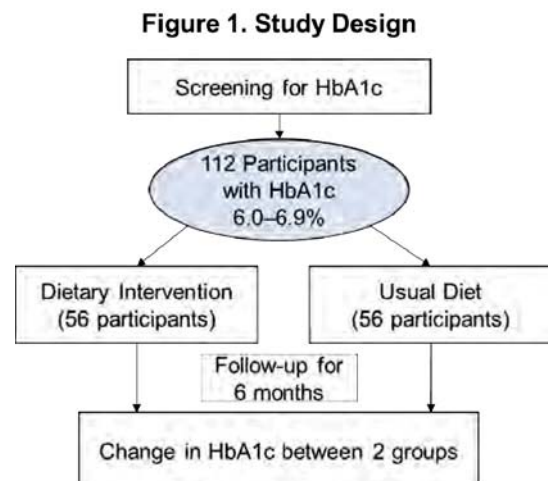 Figure 1. Study Design
Screening for HbA1c
112 Participants
with HbA1c
6.0–6.9%
Dietary Intervention
(56 participants)
Usual Diet
(56 participants)
Follow-up for
6 months
Change in HbA1c between 2 groups